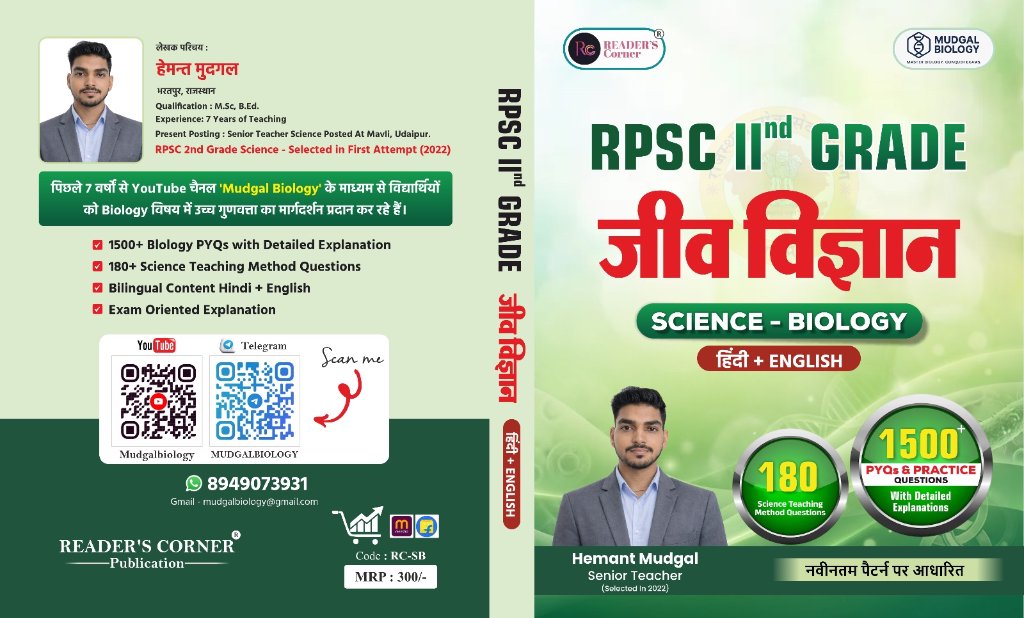 लेखक परिचय :
हेमन्त मुदगल
भरतपुर, राजस्थान
Qualification : M.Sc, B.Ed.
Experience: 7 Years of Teaching
Present Posting : Senior Teacher Science Posted At Mavli, Udaipur.
RPSC 2nd Grade Science - Selected in First Attempt (2022)
पिछले 7 वर्षों से YouTube चैनल 'Mudgal Biology' के माध्यम से विद्यार्थियों
को Biology विषय में उच्च गुणवत्ता का मार्गदर्शन प्रदान कर रहे हैं।
1500+ Biology PYQs with Detailed Explanation
180+ Science Teaching Method Questions
Bilingual Content Hindi + English
Exam Oriented Explanation
YouTube
Telegram
Scan me
Mudgalbiology
MUDGALBIOLOGY
8949073931
Gmail - mudgalbiology@gmail.com
READER'S CORNER®
Publication
Code : RC-SB
MRP : 300/-
RPSC IInd GRADE जीव विज्ञान हिंदी + ENGLISH
RC READER'S ®
Corner
MUDGAL
BIOLOGY
MASTER BIOLOGY, CONQUER EXAMS
RPSC IInd GRADE
जीव विज्ञान
SCIENCE - BIOLOGY
हिंदी + ENGLISH
180
Science Teaching
Method Questions
1500+
PYQs & PRACTICE
QUESTIONS
With Detailed
Explanations
Hemant Mudgal
Senior Teacher
(Selected in 2022)
नवीनतम पैटर्न पर आधारित